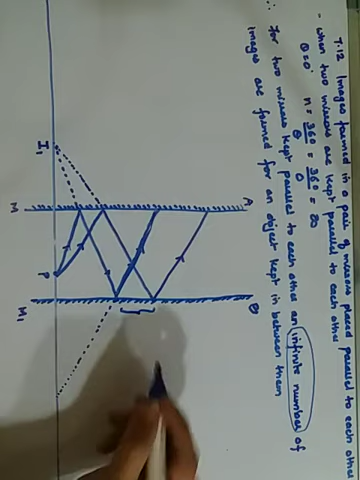 7.12 Images formed in a pair of mirrors placed parallel to each other
- when two mirrors are kept parallel to each other
θ=0° n = 360/θ = 360/0 = ∞
∴ For two mirrors kept parallel to each other an infinite number of
Images are formed for an object kept in between them
I₁
M A
P
M₁ B